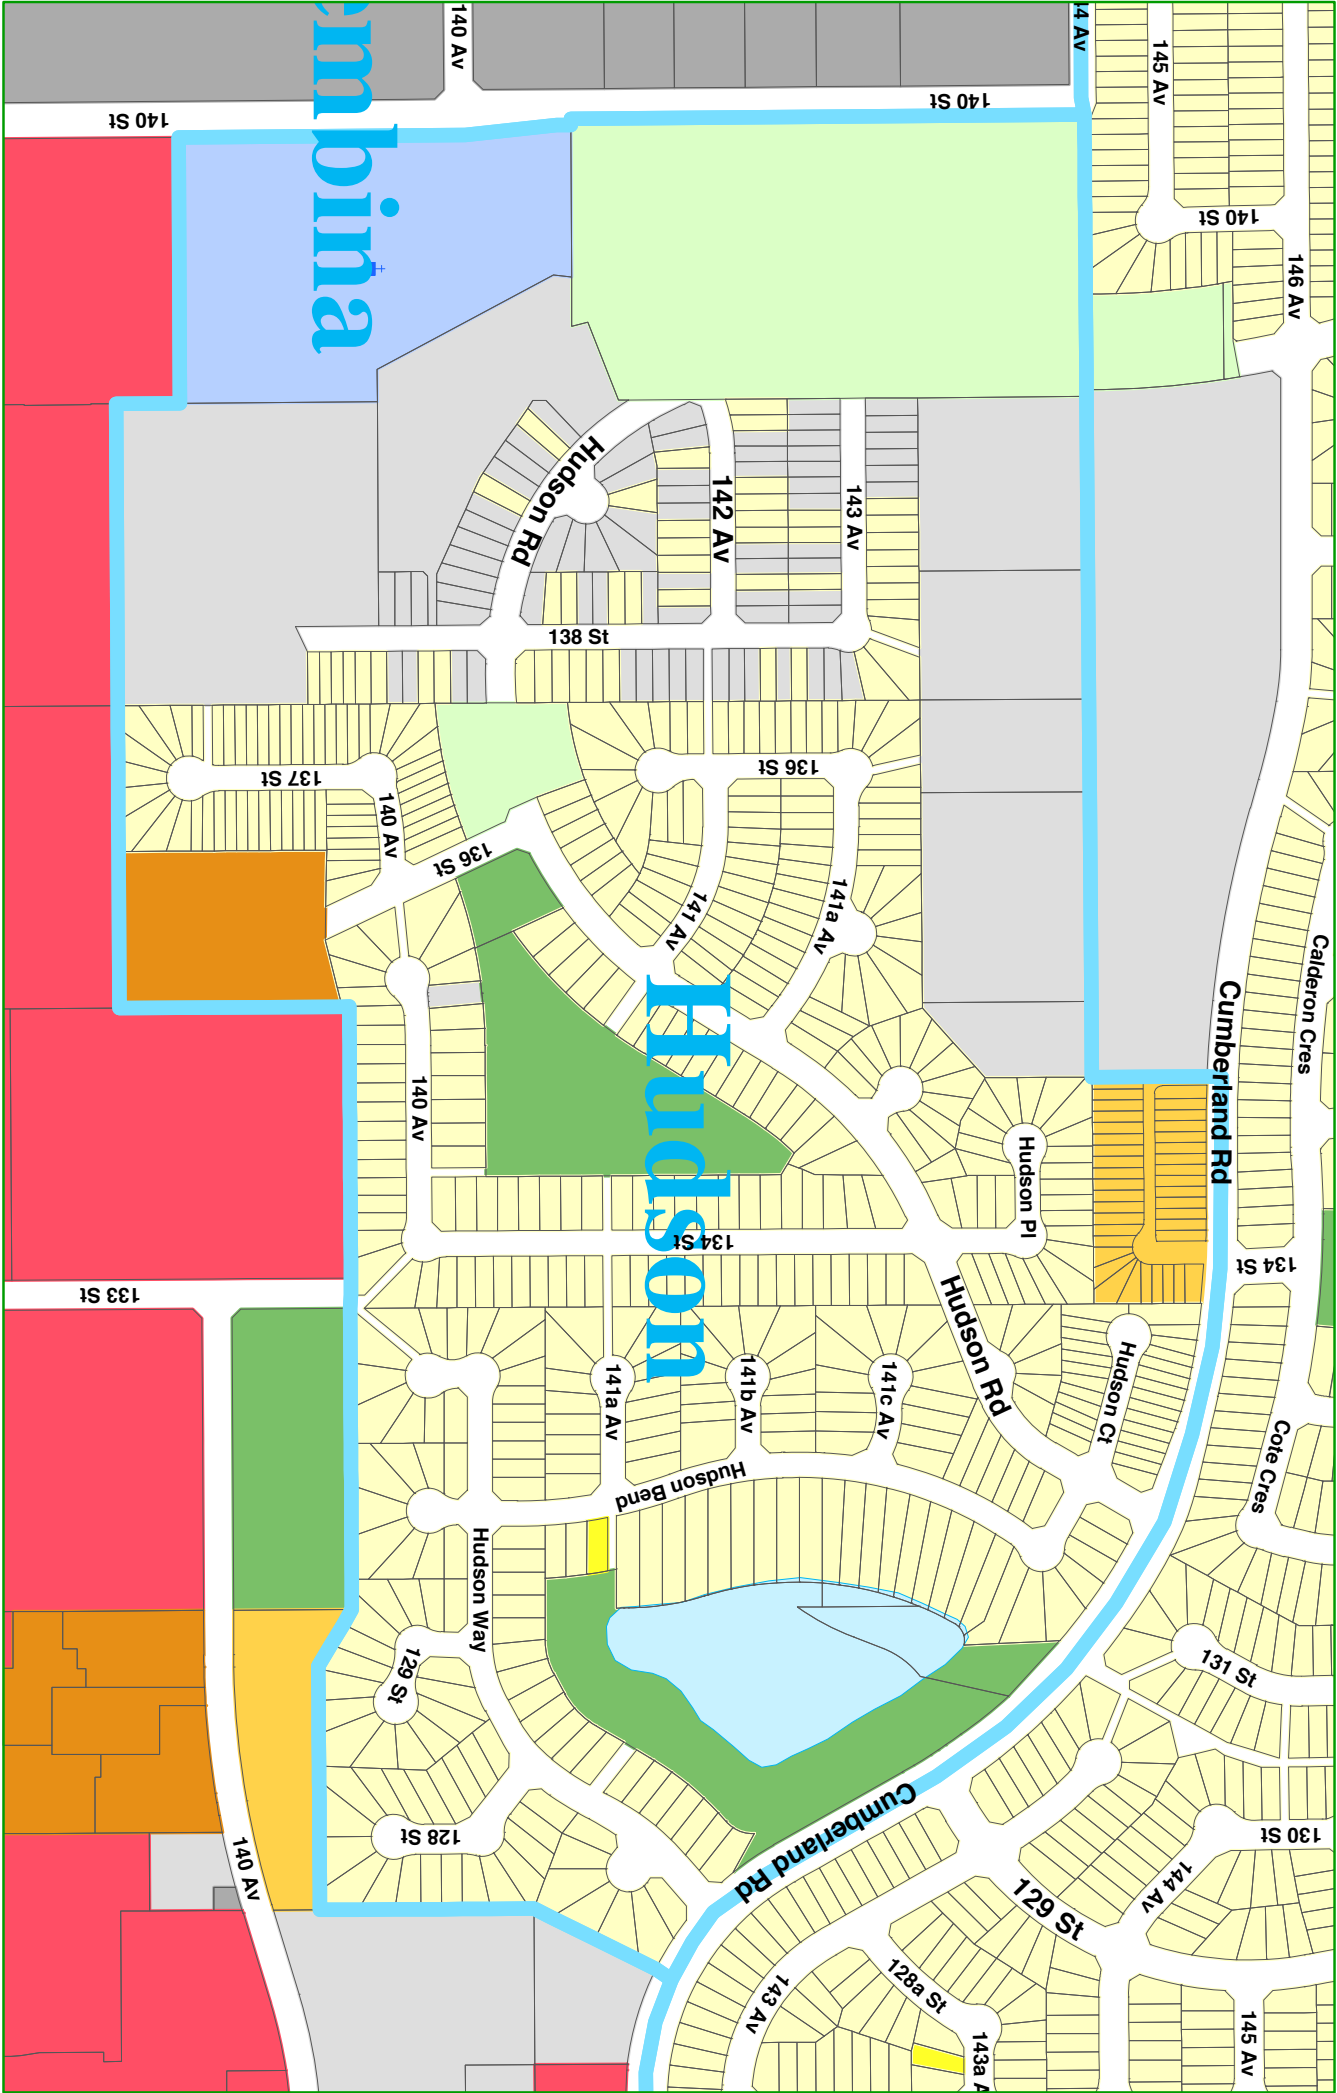 embina
140 Av
44 Av
145 Av
140 St
140 St
140 St
146 Av
Hudson Rd
142 Av
143 Av
138 St
137 St
140 Av
136 St
136 St
141 Av
141a Av
Calderon Cres
Cumberland Rd
Hudson
140 Av
Hudson Pl
134 St
134 St
133 St
Hudson Rd
Hudson Ct
141a Av
141b Av
141c Av
Hudson Bend
Cote Cres
Hudson Way
129 St
131 St
128 St
Cumberland Rd
130 St
140 Av
129 St
144 Av
128a St
143 Av
143a A
145 Av